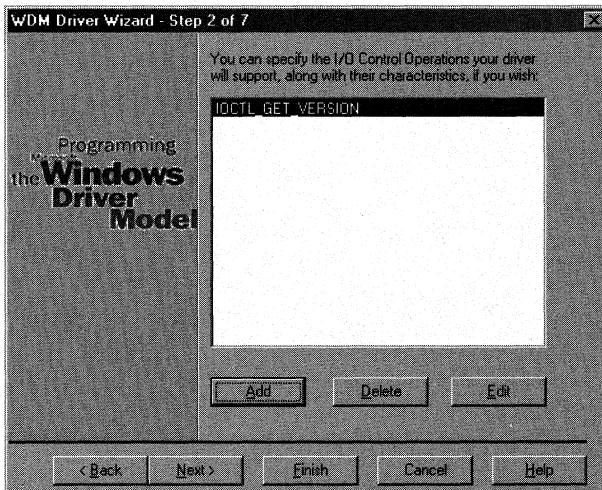 WDM Driver Wizard - Step 2 of 7
You can specify the I/O Control Operations your driver
will support, along with their characteristics, if you wish:
IOCTL_GET_VERSION
Programming
Microsoft
the Windows
Driver
Model
Add
Delete
Edit
< Back
Next >
Finish
Cancel
Help